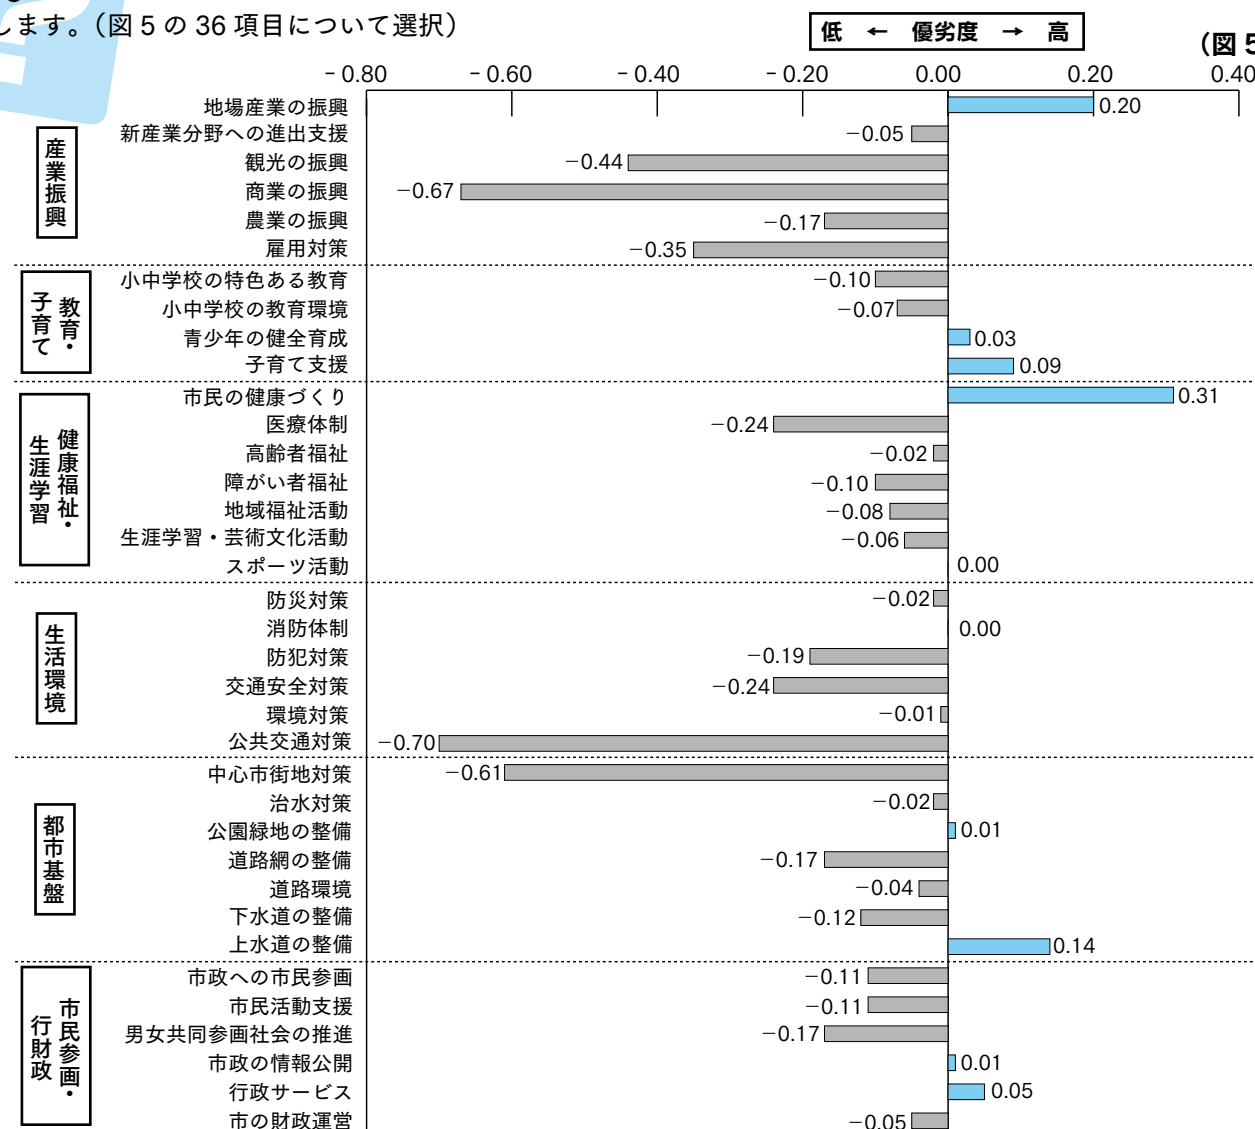 します。（図 5 の 36 項目について選択）
低 ← 優劣度 → 高
（図 5
- 0.80 - 0.60 - 0.40 - 0.20 0.00 0.20 0.40
産業振興
地場産業の振興 0.20
新産業分野への進出支援 −0.05
観光の振興 −0.44
商業の振興 −0.67
農業の振興 −0.17
雇用対策 −0.35
教育・子育て
小中学校の特色ある教育 −0.10
小中学校の教育環境 −0.07
青少年の健全育成 0.03
子育て支援 0.09
健康福祉・生涯学習
市民の健康づくり 0.31
医療体制 −0.24
高齢者福祉 −0.02
障がい者福祉 −0.10
地域福祉活動 −0.08
生涯学習・芸術文化活動 −0.06
スポーツ活動 0.00
生活環境
防災対策 −0.02
消防体制 0.00
防犯対策 −0.19
交通安全対策 −0.24
環境対策 −0.01
公共交通対策 −0.70
都市基盤
中心市街地対策 −0.61
治水対策 −0.02
公園緑地の整備 0.01
道路網の整備 −0.17
道路環境 −0.04
下水道の整備 −0.12
上水道の整備 0.14
市民参画・行財政
市政への市民参画 −0.11
市民活動支援 −0.11
男女共同参画社会の推進 −0.17
市政の情報公開 0.01
行政サービス 0.05
市の財政運営 −0.05